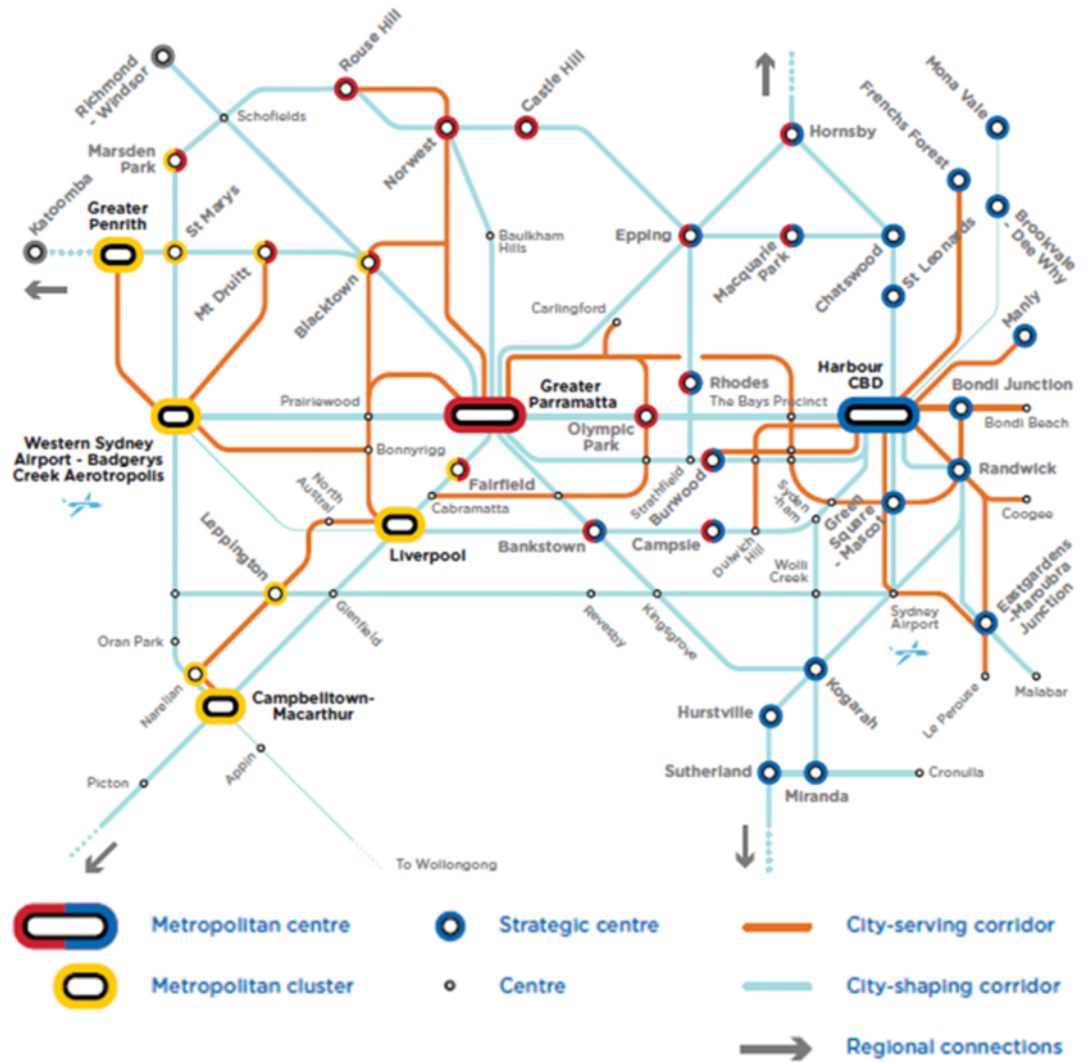 Rouse Hill
Richmond
- Windsor
Schofields
Castle Hill
Mona Vale
Frenchs Forest
Hornsby
Marsden
Park
Norwest
Katoomba
Greater
Penrith
St Marys
Mt Druitt
Blacktown
Baulkham
Hills
Epping
Macquarie
Park
Chatswood
St Leonards
Brookvale
- Dee Why
Manly
Carlingford
Harbour
CBD
Bondi Junction
Greater
Parramatta
Rhodes
The Bays Precinct
Prairiewood
Olympic
Park
Bondi Beach
Western Sydney
Airport - Badgerys
Creek Aerotropolis
Bonnyrigg
Fairfield
Strathfield
Burwood
Randwick
North
Austral
Cabramatta
Syden
-ham
Green
Square
-Mascot
Coogee
Leppington
Liverpool
Bankstown
Campsie
Dulwich
Hill
Wolli
Creek
Eastgardens
-Maroubra
Junction
Glenfield
Revesby
Kingsgrove
Sydney
Airport
Oran Park
Narellan
Campbelltown-
Macarthur
Kogarah
Le Perouse
Malabar
Hurstville
Appin
Picton
Sutherland
Miranda
Cronulla
To Wollongong
Metropolitan centre
Strategic centre
City-serving corridor
Metropolitan cluster
Centre
City-shaping corridor
Regional connections